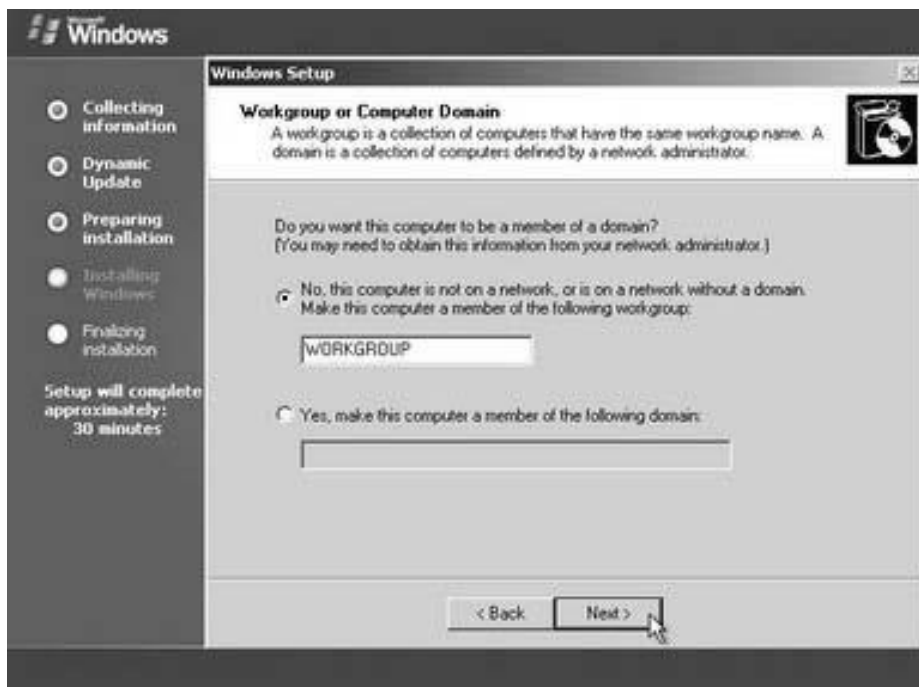 Microsoft
Windows
Collecting
information
Dynamic
Update
Preparing
installation
Installing
Windows
Finalizing
installation
Setup will complete
approximately:
30 minutes
Windows Setup
Workgroup or Computer Domain
A workgroup is a collection of computers that have the same workgroup name. A
domain is a collection of computers defined by a network administrator.
Do you want this computer to be a member of a domain?
(You may need to obtain this information from your network administrator.)
No, this computer is not on a network, or is on a network without a domain.
Make this computer a member of the following workgroup:
WORKGROUP
Yes, make this computer a member of the following domain:
< Back
Next >